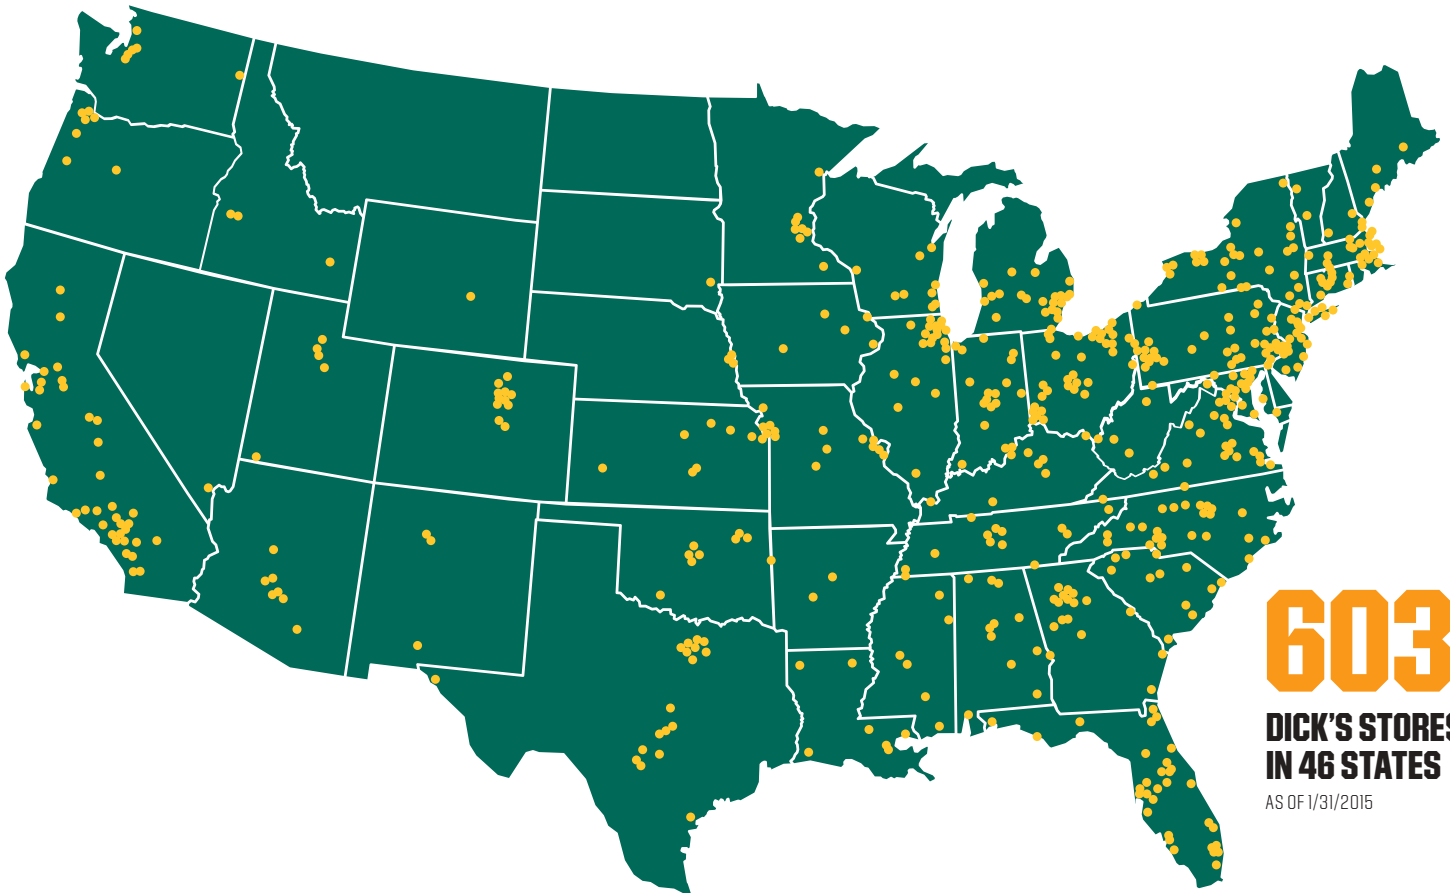 603
DICK'S STORES
IN 46 STATES
AS OF 1/31/2015